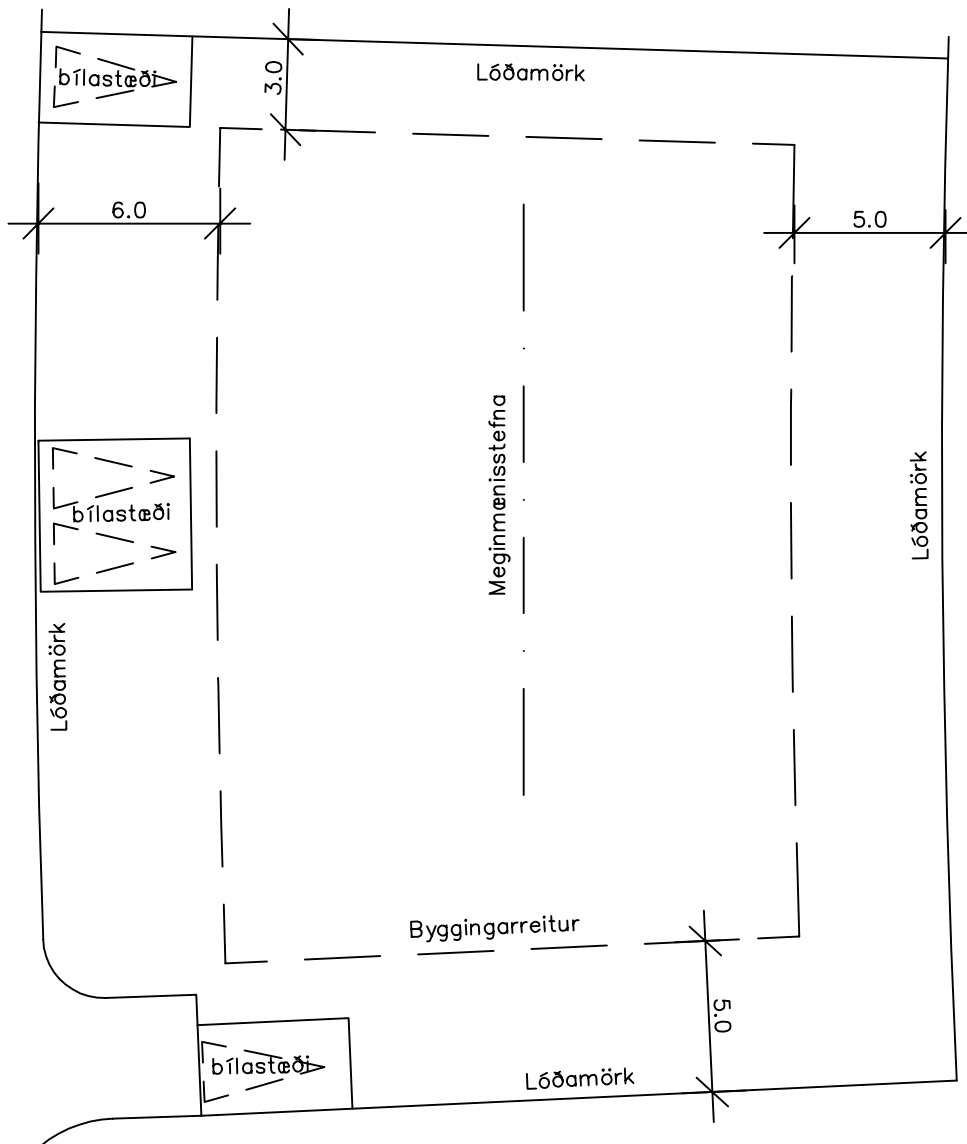 bílastæði
3.0
Lóðamörk
6.0
5.0
Meginmænisstefna
Lóðamörk
bílastæði
Lóðamörk
Byggingarreitur
5.0
bílastæði
Lóðamörk